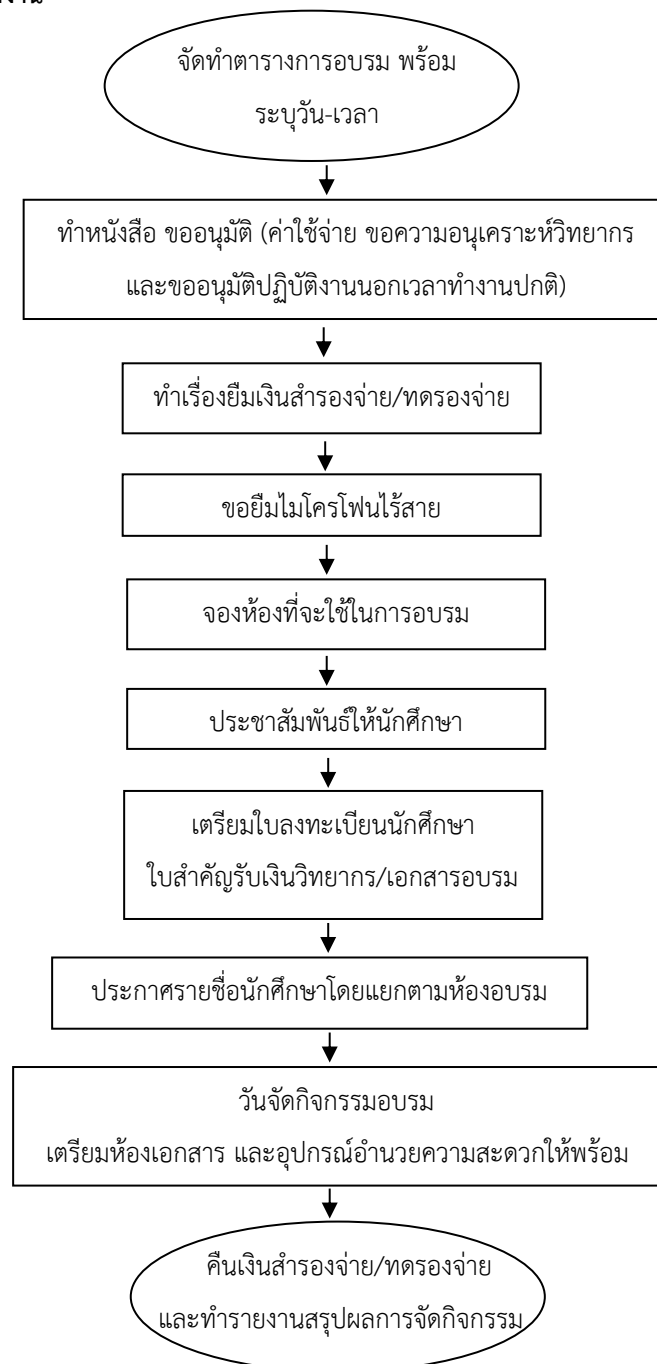 จัดทำตารางการอบรม พร้อม
ระบุวัน-เวลา
ทำหนังสือ ขออนุมัติ (ค่าใช้จ่าย ขอความอนุเคราะห์วิทยากร
และขออนุมัติปฏิบัติงานนอกเวลาทำงานปกติ)
ทำเรื่องยืมเงินสำรองจ่าย/ทดรองจ่าย
ขอยืมไมโครโฟนไร้สาย
จองห้องที่จะใช้ในการอบรม
ประชาสัมพันธ์ให้นักศึกษา
เตรียมใบลงทะเบียนนักศึกษา
ใบสำคัญรับเงินวิทยากร/เอกสารอบรม
ประกาศรายชื่อนักศึกษาโดยแยกตามห้องอบรม
วันจัดกิจกรรมอบรม
เตรียมห้องเอกสาร และอุปกรณ์อำนวยความสะดวกให้พร้อม
คืนเงินสำรองจ่าย/ทดรองจ่าย
และทำรายงานสรุปผลการจัดกิจกรรม